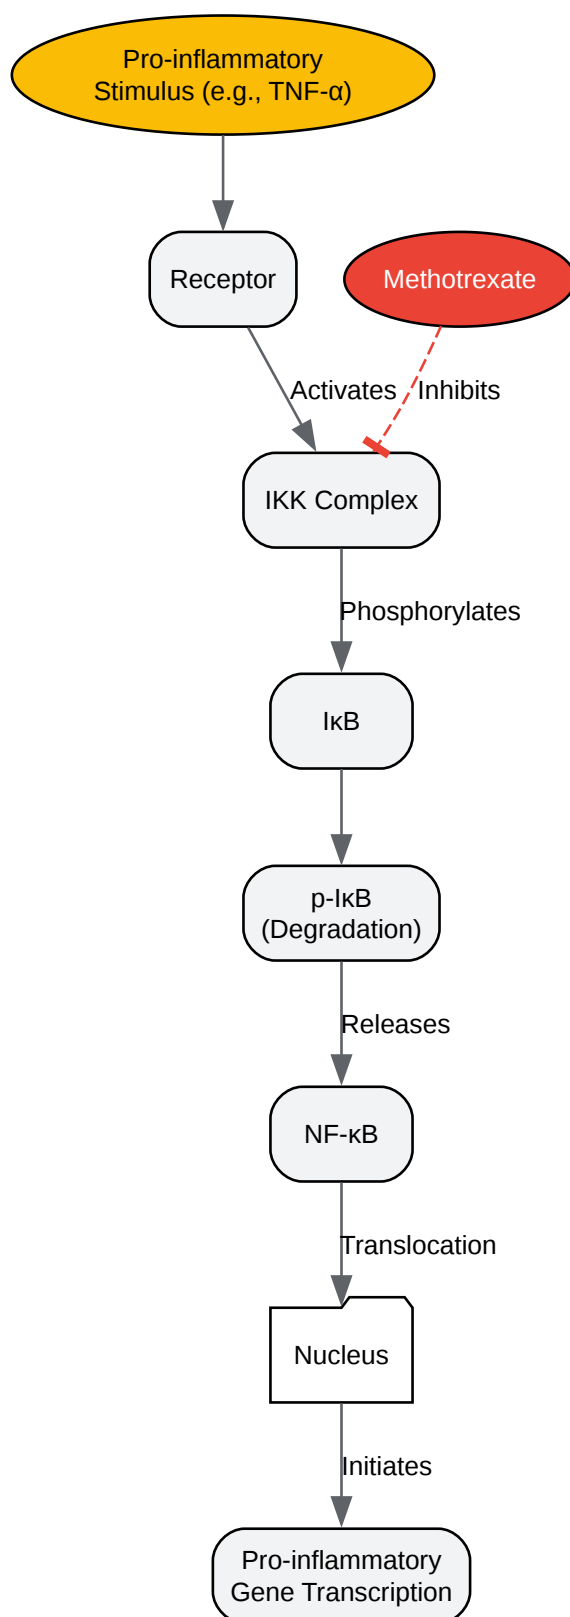 Pro-inflammatory
Stimulus (e.g., TNF-α)
Receptor
Methotrexate
Activates
Inhibits
IKK Complex
Phosphorylates
IκB
p-IκB
(Degradation)
Releases
NF-κB
Translocation
Nucleus
Initiates
Pro-inflammatory
Gene Transcription